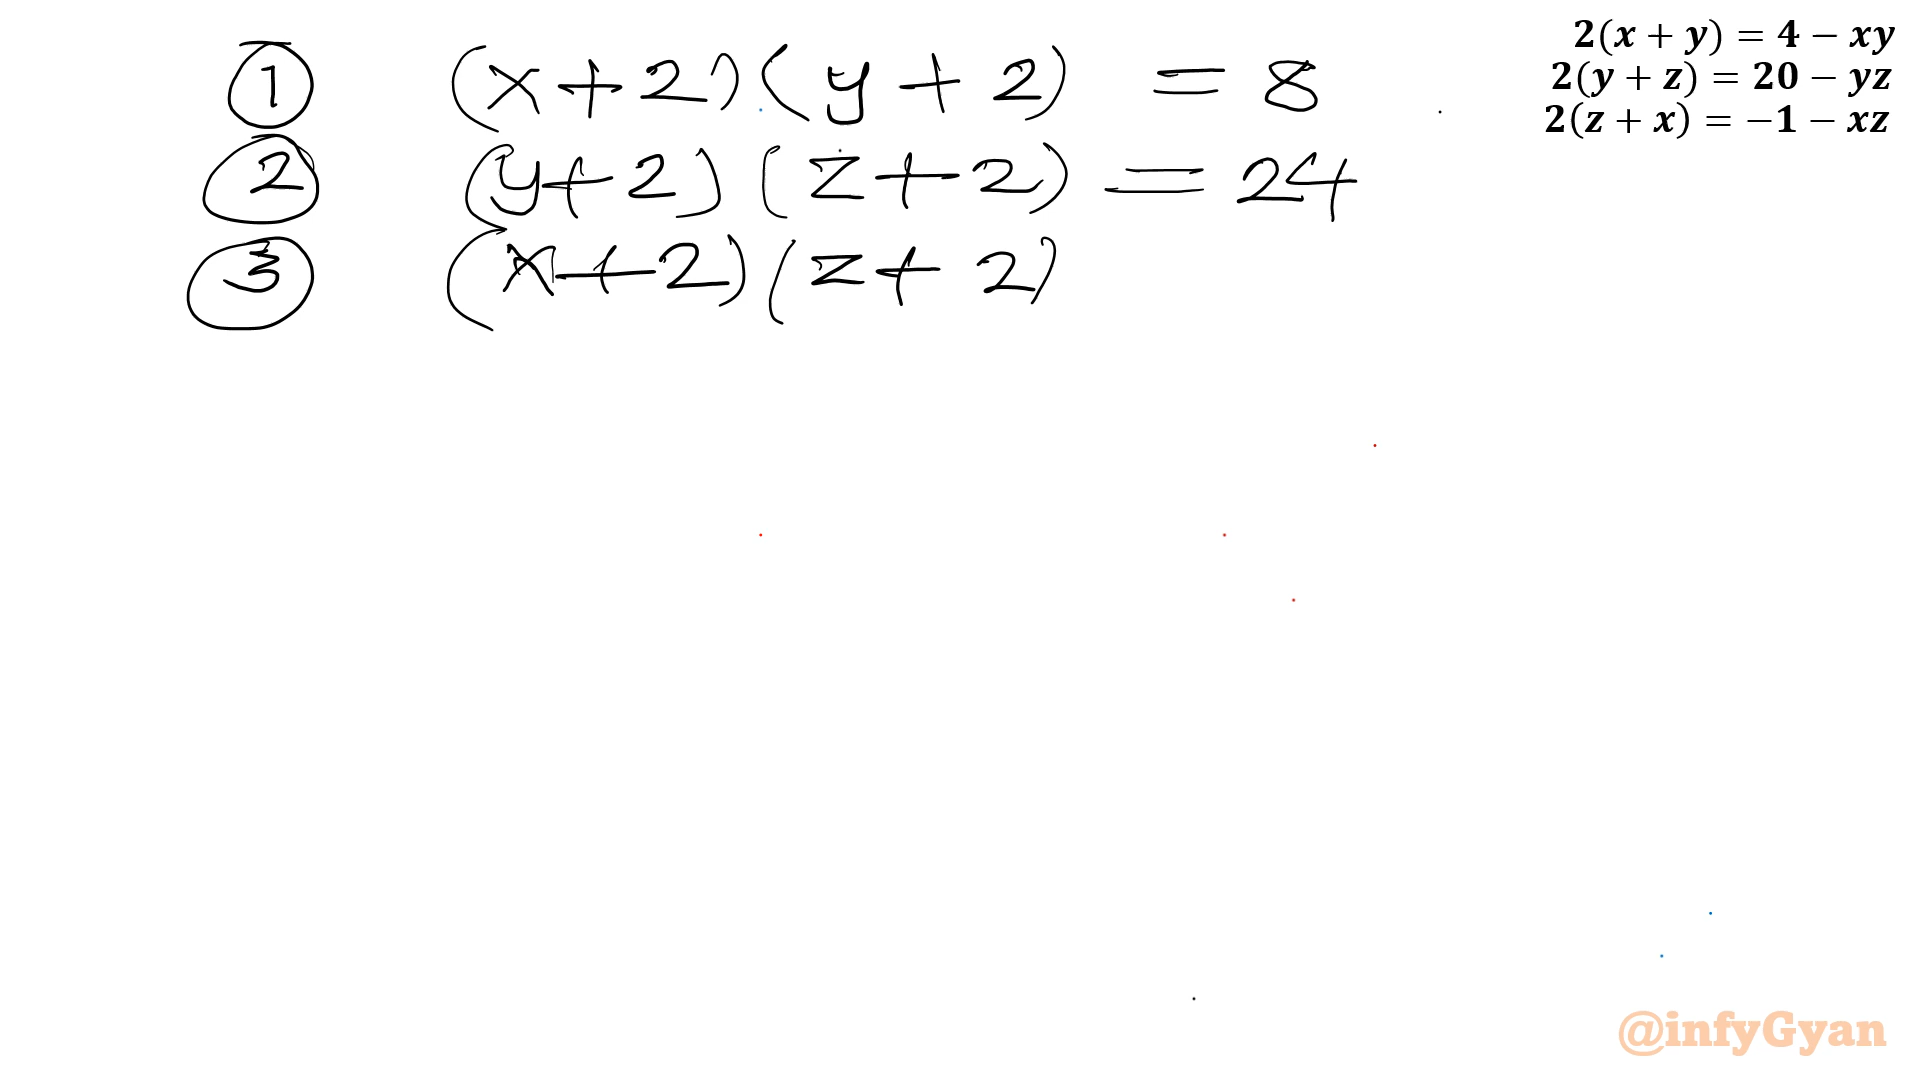 ① (x+2)(y+2) = 8
② (y+2)(z+2) = 24
③ (x+2)(z+2)
2(x + y) = 4 − xy
2(y + z) = 20 − yz
2(z + x) = −1 − xz
@infyGyan